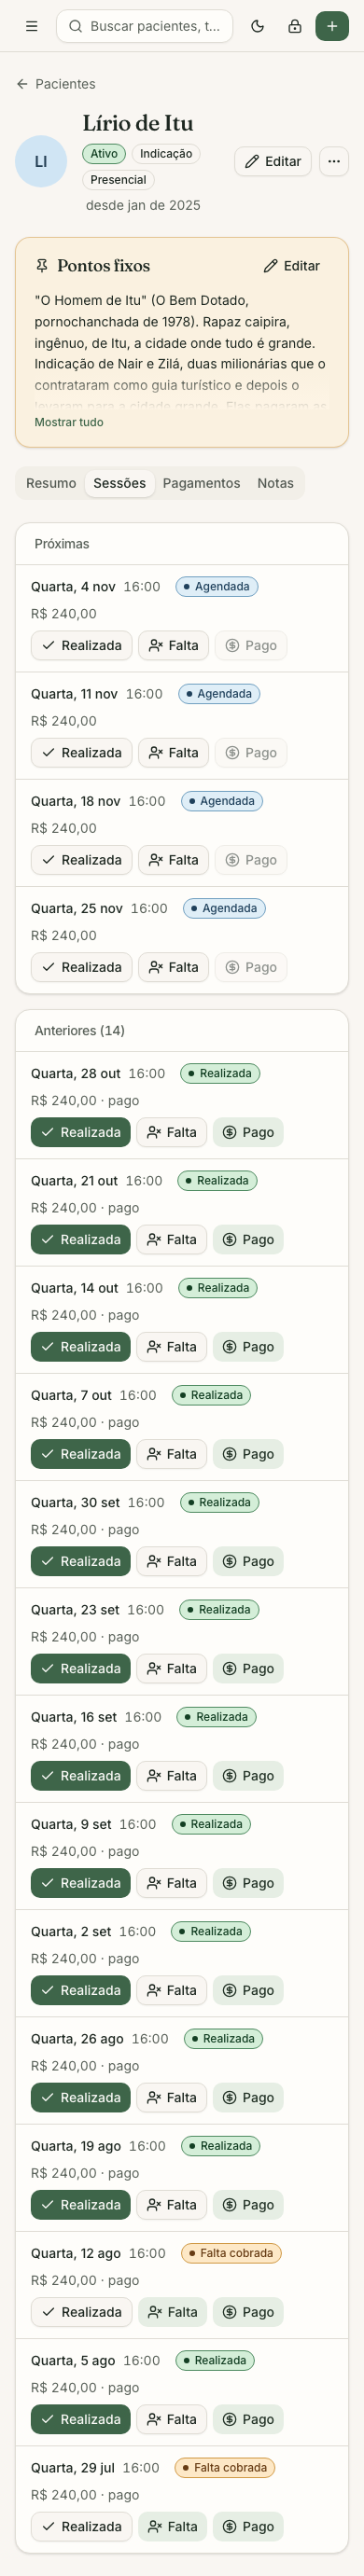 Buscar pacientes, t...
Pacientes
Lírio de Itu
LI
Ativo
Indicação
Presencial
desde jan de 2025
Editar
Pontos fixos
Editar
"O Homem de Itu" (O Bem Dotado,
pornochanchada de 1978). Rapaz caipira,
ingênuo, de Itu, a cidade onde tudo é grande.
Indicação de Nair e Zilá, duas milionárias que o
contrataram como guia turístico e depois o
levaram para a cidade grande. Elas pagaram as
Mostrar tudo
Resumo Sessões Pagamentos Notas
Próximas
Quarta, 4 nov 16:00 Agendada
R$ 240,00
Realizada Falta Pago
Quarta, 11 nov 16:00 Agendada
R$ 240,00
Realizada Falta Pago
Quarta, 18 nov 16:00 Agendada
R$ 240,00
Realizada Falta Pago
Quarta, 25 nov 16:00 Agendada
R$ 240,00
Realizada Falta Pago
Anteriores (14)
Quarta, 28 out 16:00 Realizada
R$ 240,00 · pago
Realizada Falta Pago
Quarta, 21 out 16:00 Realizada
R$ 240,00 · pago
Realizada Falta Pago
Quarta, 14 out 16:00 Realizada
R$ 240,00 · pago
Realizada Falta Pago
Quarta, 7 out 16:00 Realizada
R$ 240,00 · pago
Realizada Falta Pago
Quarta, 30 set 16:00 Realizada
R$ 240,00 · pago
Realizada Falta Pago
Quarta, 23 set 16:00 Realizada
R$ 240,00 · pago
Realizada Falta Pago
Quarta, 16 set 16:00 Realizada
R$ 240,00 · pago
Realizada Falta Pago
Quarta, 9 set 16:00 Realizada
R$ 240,00 · pago
Realizada Falta Pago
Quarta, 2 set 16:00 Realizada
R$ 240,00 · pago
Realizada Falta Pago
Quarta, 26 ago 16:00 Realizada
R$ 240,00 · pago
Realizada Falta Pago
Quarta, 19 ago 16:00 Realizada
R$ 240,00 · pago
Realizada Falta Pago
Quarta, 12 ago 16:00 Falta cobrada
R$ 240,00 · pago
Realizada Falta Pago
Quarta, 5 ago 16:00 Realizada
R$ 240,00 · pago
Realizada Falta Pago
Quarta, 29 jul 16:00 Falta cobrada
R$ 240,00 · pago
Realizada Falta Pago